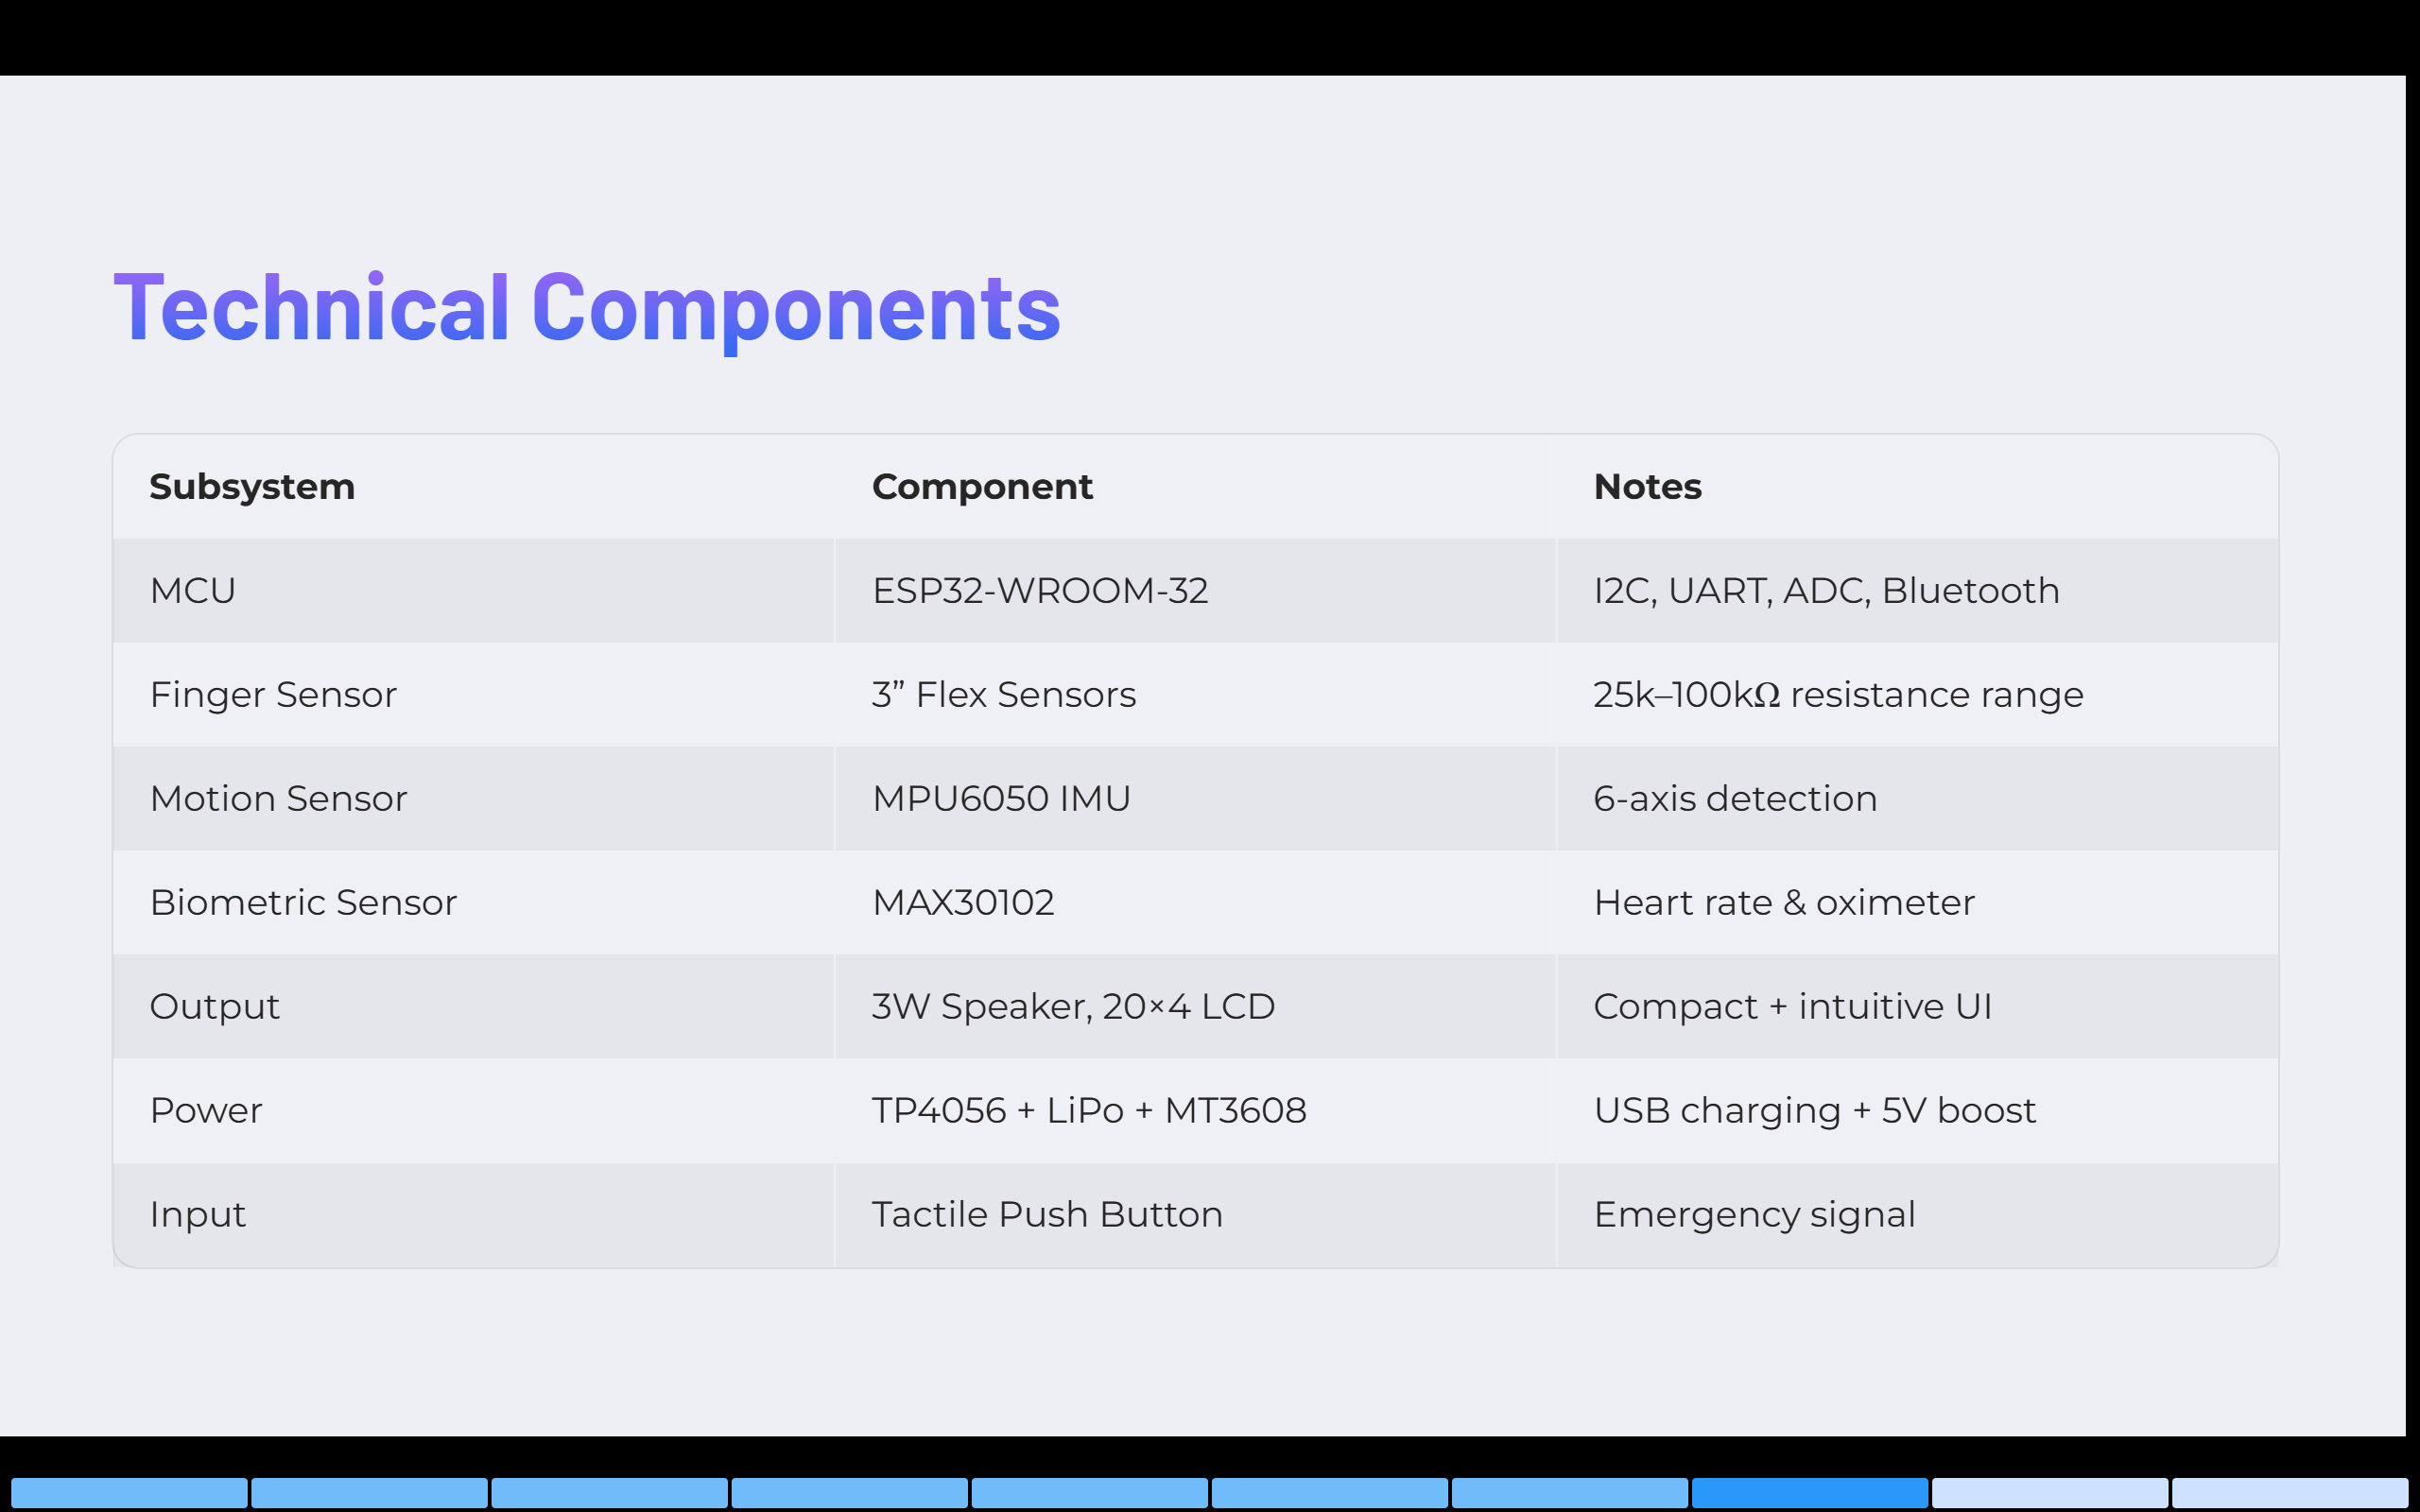 Technical Components
Subsystem Component Notes
MCU ESP32-WROOM-32 I2C, UART, ADC, Bluetooth
Finger Sensor 3” Flex Sensors 25k–100kΩ resistance range
Motion Sensor MPU6050 IMU 6-axis detection
Biometric Sensor MAX30102 Heart rate & oximeter
Output 3W Speaker, 20×4 LCD Compact + intuitive UI
Power TP4056 + LiPo + MT3608 USB charging + 5V boost
Input Tactile Push Button Emergency signal